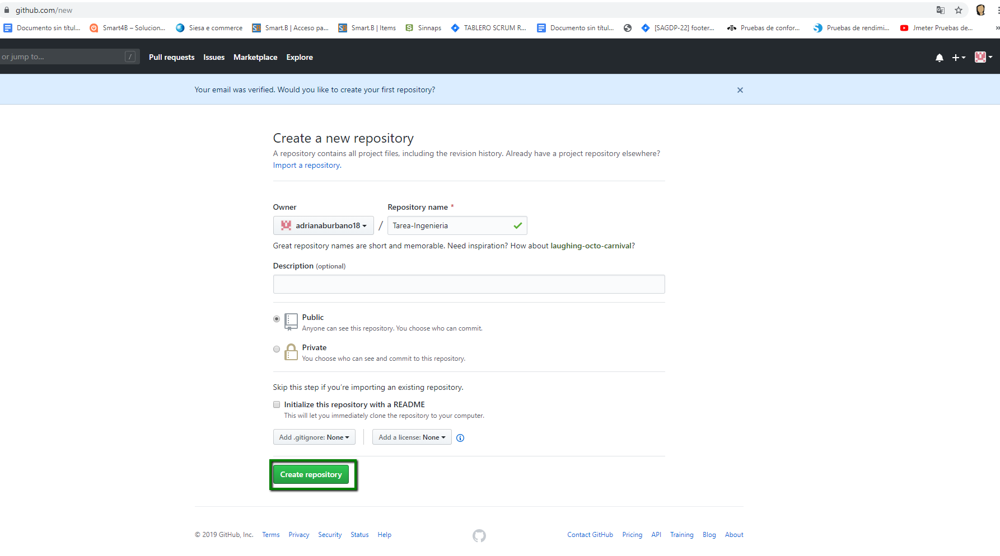 github.com/new
Documento sin títul... Smart4B – Solucion... Siesa e commerce Smart.B | Acceso pa... Smart.B | Items Sinnaps TABLERO SCRUM R... Documento sin títul... [SAGDP-22] footer... Pruebas de confor... Pruebas de rendimi... Jmeter Pruebas de... »
or jump to... / Pull requests Issues Marketplace Explore
Your email was verified. Would you like to create your first repository?
Create a new repository
A repository contains all project files, including the revision history. Already have a project repository elsewhere?
Import a repository.
Owner Repository name *
adrianaburbano18 / Tarea-Ingenieria
Great repository names are short and memorable. Need inspiration? How about laughing-octo-carnival?
Description (optional)
Public
Anyone can see this repository. You choose who can commit.
Private
You choose who can see and commit to this repository.
Skip this step if you're importing an existing repository.
Initialize this repository with a README
This will let you immediately clone the repository to your computer.
Add .gitignore: None Add a license: None
Create repository
© 2019 GitHub, Inc. Terms Privacy Security Status Help Contact GitHub Pricing API Training Blog About